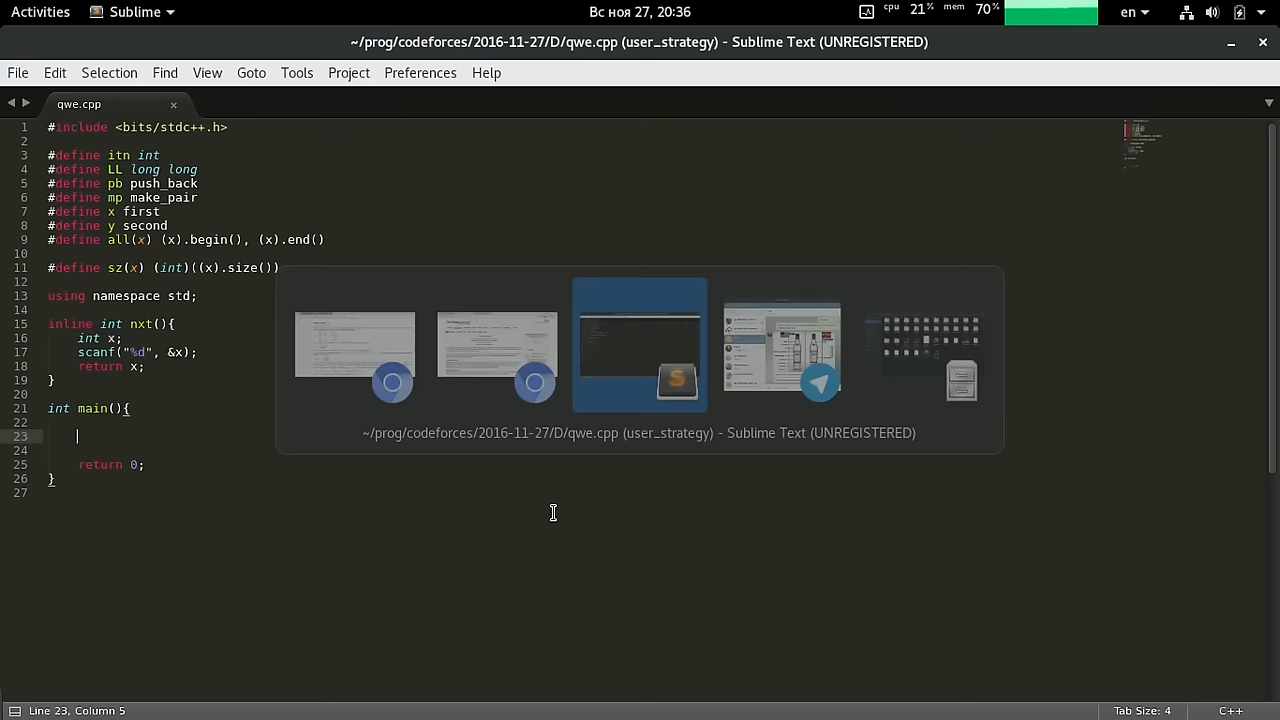 Activities Sublime Вс ноя 27, 20:36 cpu 21% mem 70% en
~/prog/codeforces/2016-11-27/D/qwe.cpp (user_strategy) - Sublime Text (UNREGISTERED)
File Edit Selection Find View Goto Tools Project Preferences Help
qwe.cpp
1 #include <bits/stdc++.h>
2
3 #define itn int
4 #define LL long long
5 #define pb push_back
6 #define mp make_pair
7 #define x first
8 #define y second
9 #define all(x) (x).begin(), (x).end()
10
11 #define sz(x) (int)((x).size())
12
13 using namespace std;
14
15 inline int nxt(){
16 int x;
17 scanf("%d", &x);
18 return x;
19 }
20
21 int main(){
22
23
24
25 return 0;
26 }
27
~/prog/codeforces/2016-11-27/D/qwe.cpp (user_strategy) - Sublime Text (UNREGISTERED)
Line 23, Column 5 Tab Size: 4 C++